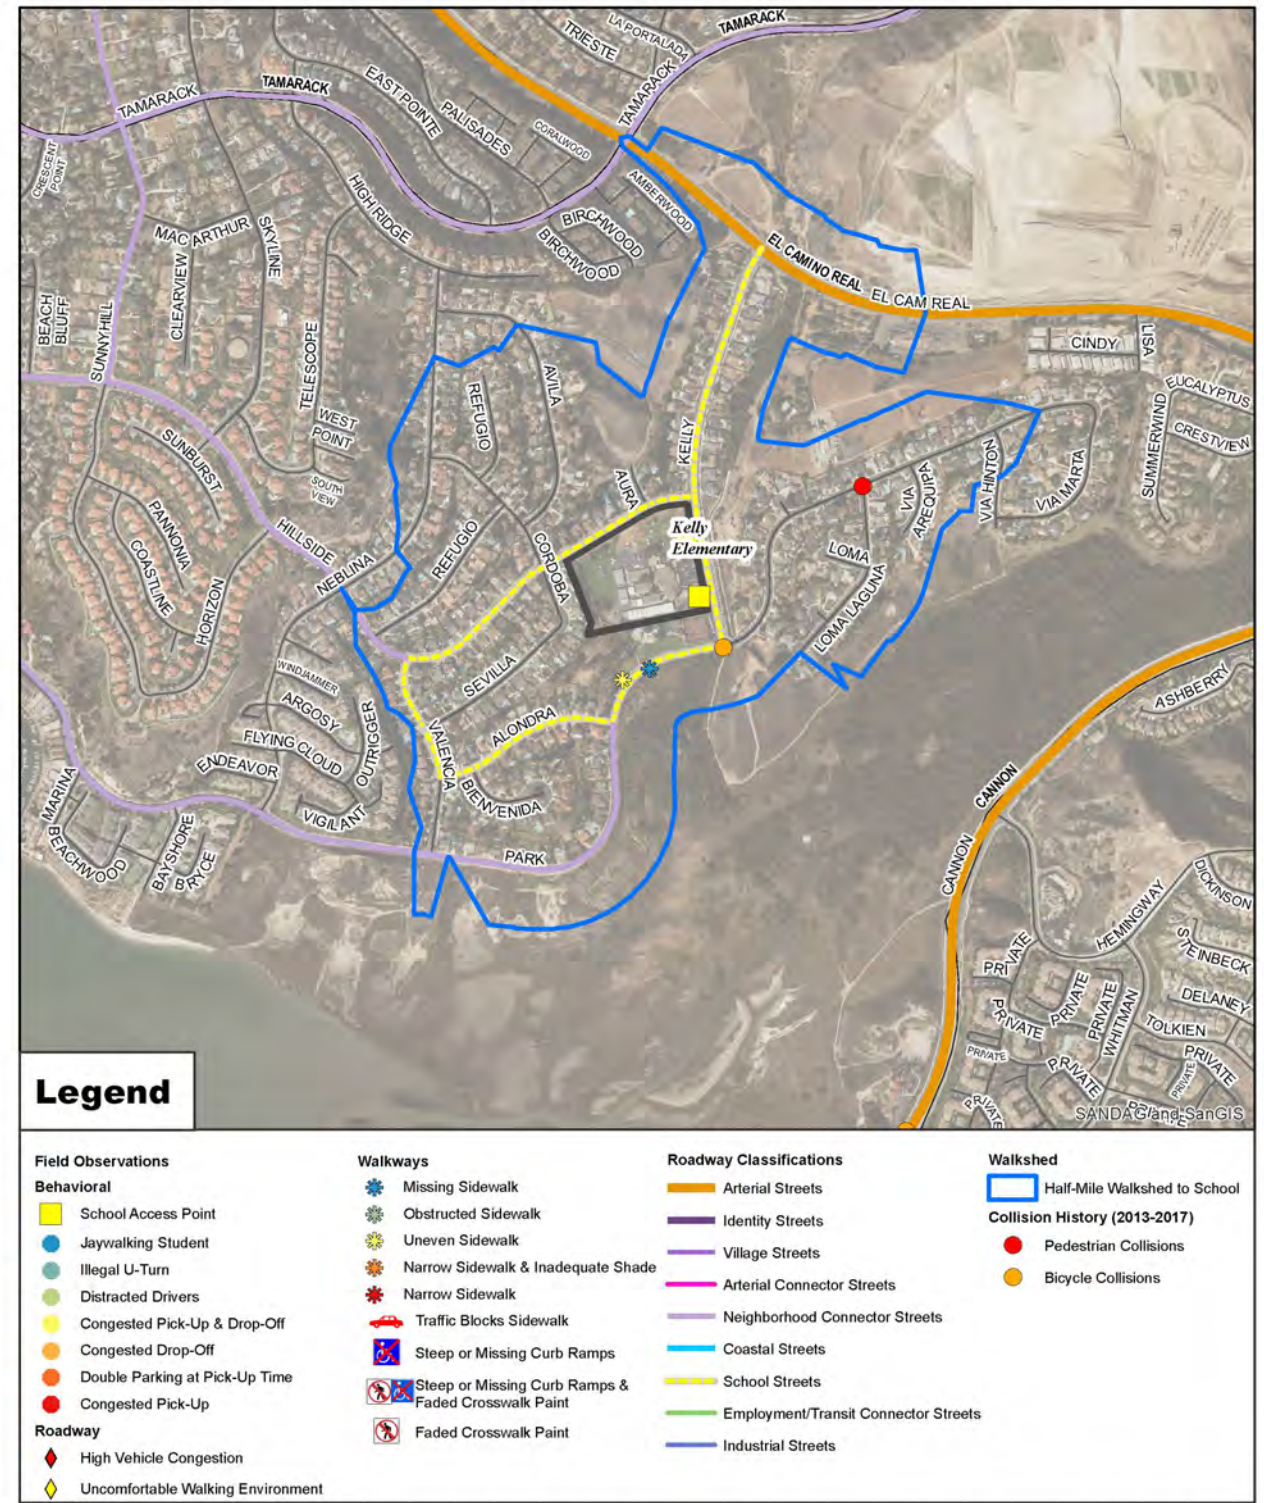 TAMARACK
LA PORTALADA
TRIESTE
TAMARACK
TAMARACK
TAMARACK
EAST POINTE
PALISADES
CORALWOOD
CRESCENT
POINT
AMBERWOOD
HIGH RIDGE
BIRCHWOOD
BIRCHWOOD
MAC ARTHUR
SKYLINE
CLEARVIEW
EL CAMINO REAL
EL CAM REAL
BEACH
BLUFF
SUNNYHILL
TELESCOPE
CINDY
LISA
AVILA
REFUGIO
EUCALYPTUS
CRESTVIEW
SUMMERWIND
WEST
POINT
SUNBURST
KELLY
SOUTH
VIEW
AURA
VIA
AREQUIPA
VIA HINTON
VIA MARTA
PANNONIA
COASTLINE
HILLSIDE
Kelly
Elementary
NEBLINA
REFUGIO
CORDOBA
LOMA
LOMA LAGUNA
HORIZON
SEVILLA
WINDJAMMER
ARGOSY
FLYING CLOUD
OUTRIGGER
ENDEAVOR
VALENCIA
ALONDRA
BIENVENIDA
VIGILANT
ASHBERRY
CANNON
CANNON
MARINA
BEACHWOOD
BAYSHORE
BRYCE
PARK
DICKINSON
HEMINGWAY
STEINBECK
PRIVATE
PRIVATE
PRIVATE
PRIVATE
WHITMAN
DELANEY
TOLKIEN
PRIVATE
PRIVATE
PRIVATE
PRIVATE
PRIVATE
PRIVATE
SANDAG and SanGIS
Legend
Field Observations
Behavioral
School Access Point
Jaywalking Student
Illegal U-Turn
Distracted Drivers
Congested Pick-Up & Drop-Off
Congested Drop-Off
Double Parking at Pick-Up Time
Congested Pick-Up
Roadway
High Vehicle Congestion
Uncomfortable Walking Environment
Walkways
Missing Sidewalk
Obstructed Sidewalk
Uneven Sidewalk
Narrow Sidewalk & Inadequate Shade
Narrow Sidewalk
Traffic Blocks Sidewalk
Steep or Missing Curb Ramps
Steep or Missing Curb Ramps &
Faded Crosswalk Paint
Faded Crosswalk Paint
Roadway Classifications
Arterial Streets
Identity Streets
Village Streets
Arterial Connector Streets
Neighborhood Connector Streets
Coastal Streets
School Streets
Employment/Transit Connector Streets
Industrial Streets
Walkshed
Half-Mile Walkshed to School
Collision History (2013-2017)
Pedestrian Collisions
Bicycle Collisions